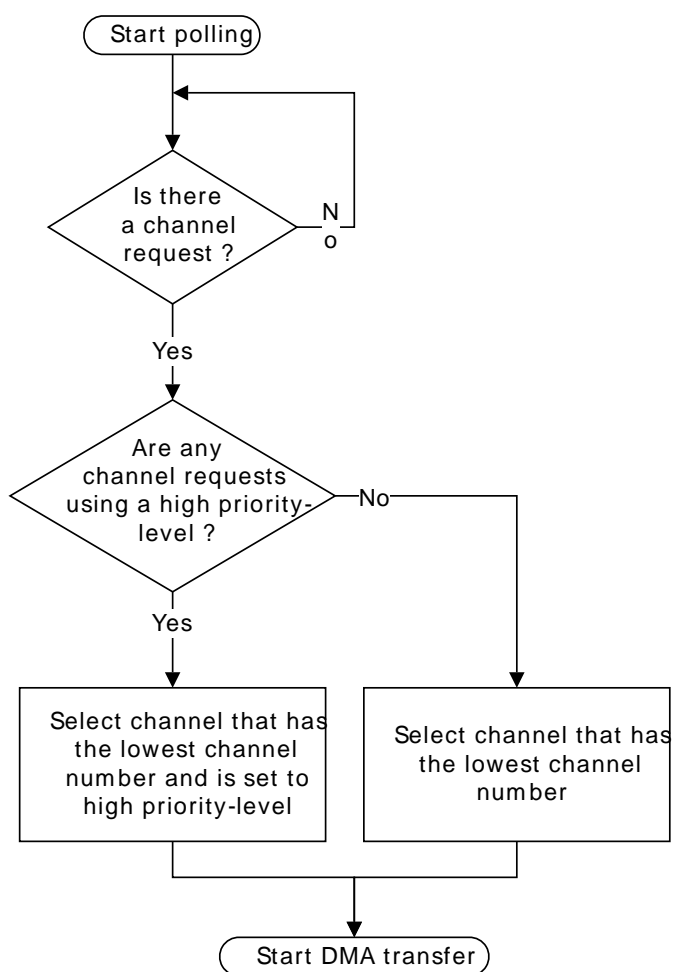 Start polling
Is there
a channel
request ?
N
o
Yes
Are any
channel requests
using a high priority-
level ?
No
Yes
Select channel that has
the lowest channel
number and is set to
high priority-level
Select channel that has
the lowest channel
number
Start DMA transfer